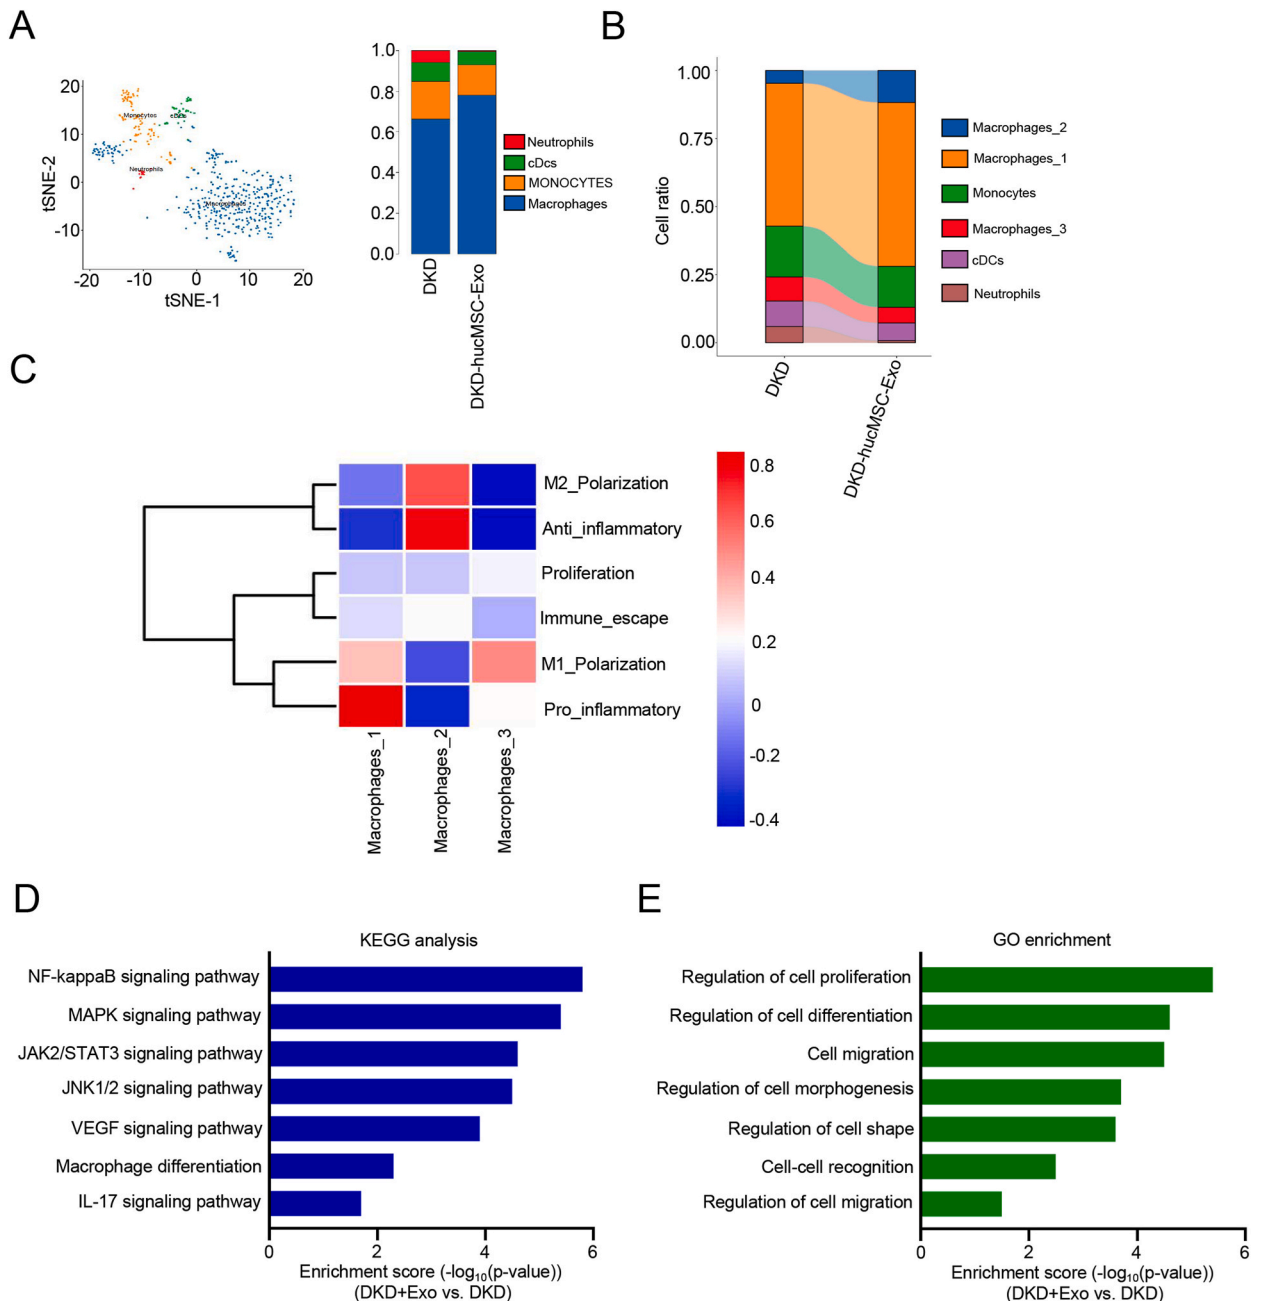 A
20
10
0
-10
-20
-10
0
10
20
tSNE-2
tSNE-1
Monocytes
cDCs
Neutrophils
Macrophages
1.0
0.8
0.6
0.4
0.2
0.0
DKD
DKD-hucMSC-Exo
Neutrophils
cDcs
MONOCYTES
Macrophages
B
Cell ratio
1.00
0.75
0.50
0.25
0.00
DKD
DKD-hucMSC-Exo
Macrophages_2
Macrophages_1
Monocytes
Macrophages_3
cDCs
Neutrophils
C
M2_Polarization
Anti_inflammatory
Proliferation
Immune_escape
M1_Polarization
Pro_inflammatory
Macrophages_1
Macrophages_2
Macrophages_3
0.8
0.6
0.4
0.2
0
-0.2
-0.4
D
KEGG analysis
NF-kappaB signaling pathway
MAPK signaling pathway
JAK2/STAT3 signaling pathway
JNK1/2 signaling pathway
VEGF signaling pathway
Macrophage differentiation
IL-17 signaling pathway
0
2
4
6
Enrichment score (-log10(p-value))
(DKD+Exo vs. DKD)
E
GO enrichment
Regulation of cell proliferation
Regulation of cell differentiation
Cell migration
Regulation of cell morphogenesis
Regulation of cell shape
Cell-cell recognition
Regulation of cell migration
0
2
4
6
Enrichment score (-log10(p-value))
(DKD+Exo vs. DKD)